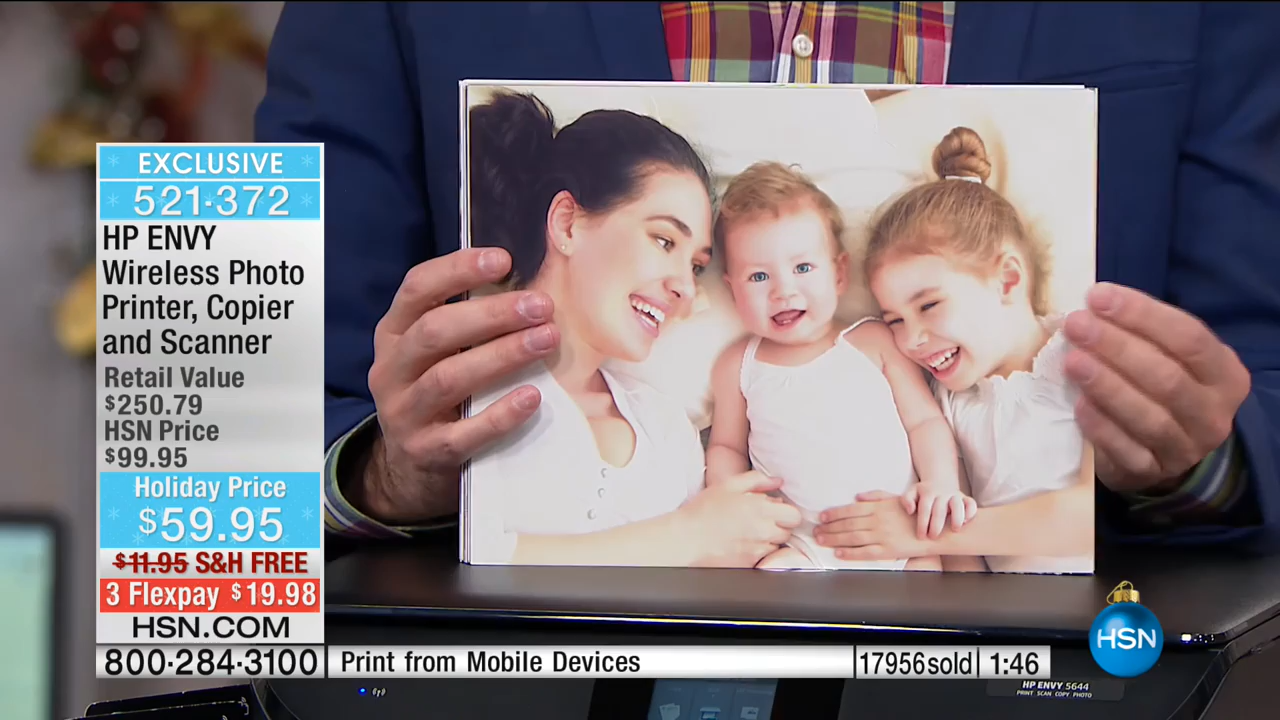 EXCLUSIVE
521·372
HP ENVY
Wireless Photo
Printer, Copier
and Scanner
Retail Value
$250.79
HSN Price
$99.95
Holiday Price
$59.95
$11.95 S&H FREE
3 Flexpay $19.98
HSN.COM
800·284·3100
Print from Mobile Devices
17956sold
1:46
HSN
HP ENVY 5644
PRINT SCAN COPY PHOTO